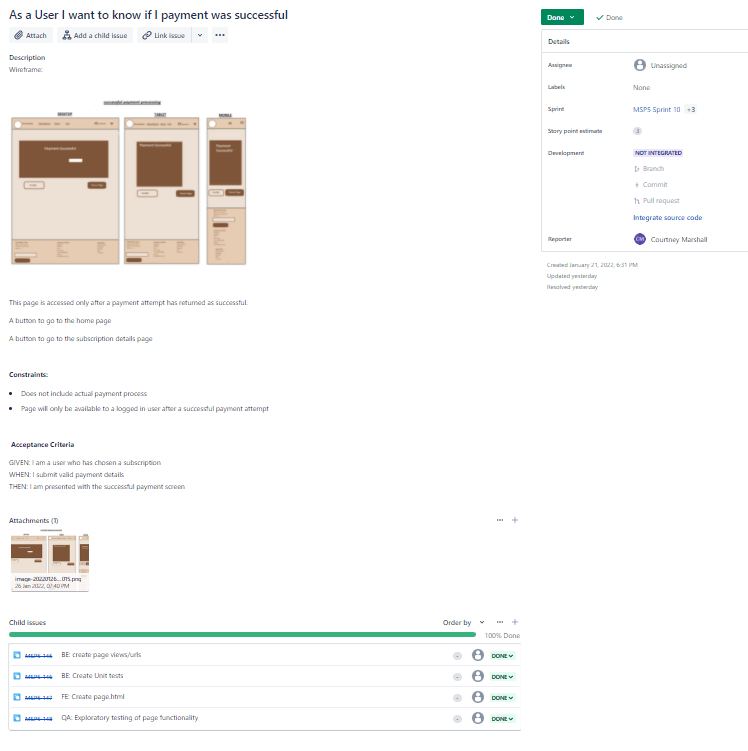 As a User I want to know if I payment was successful
Attach
Add a child issue
Link issue
Description
Wireframe:
successful payment processing
DESKTOP
TABLET
MOBILE
Payment Successful
Payment Successful
Payment Successful
This page is accessed only after a payment attempt has returned as successful.
A button to go to the home page
A button to go to the subscription details page
Constraints:
Does not include actual payment process
Page will only be available to a logged in user after a successful payment attempt
Acceptance Criteria
GIVEN: I am a user who has chosen a subscription
WHEN: I submit valid payment details
THEN: I am presented with the successful payment screen
Attachments (1)
image-20220126...015.png
26 Jan 2022, 07:40 PM
Child issues
Order by
100% Done
MSPS-145 BE: create page views/urls - DONE
MSPS-146 BE: Create Unit tests - DONE
MSPS-147 FE: Create page.html - DONE
MSPS-148 QA: Exploratory testing of page functionality - DONE
Done
Done
Details
Assignee Unassigned
Labels None
Sprint MSPS Sprint 10 +3
Story point estimate 3
Development NOT INTEGRATED
Branch
Commit
Pull request
Integrate source code
Reporter CM Courtney Marshall
Created January 21, 2022, 6:31 PM
Updated yesterday
Resolved yesterday